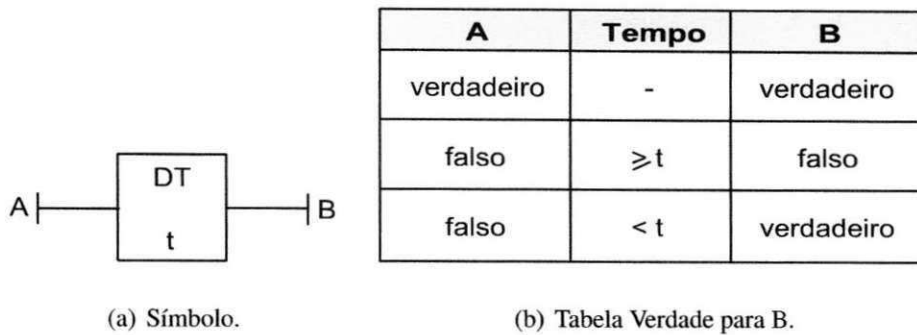 A
Tempo
B
verdadeiro
-
verdadeiro
falso
⩾ t
falso
falso
< t
verdadeiro
A
DT
t
B
(a) Símbolo.
(b) Tabela Verdade para B.